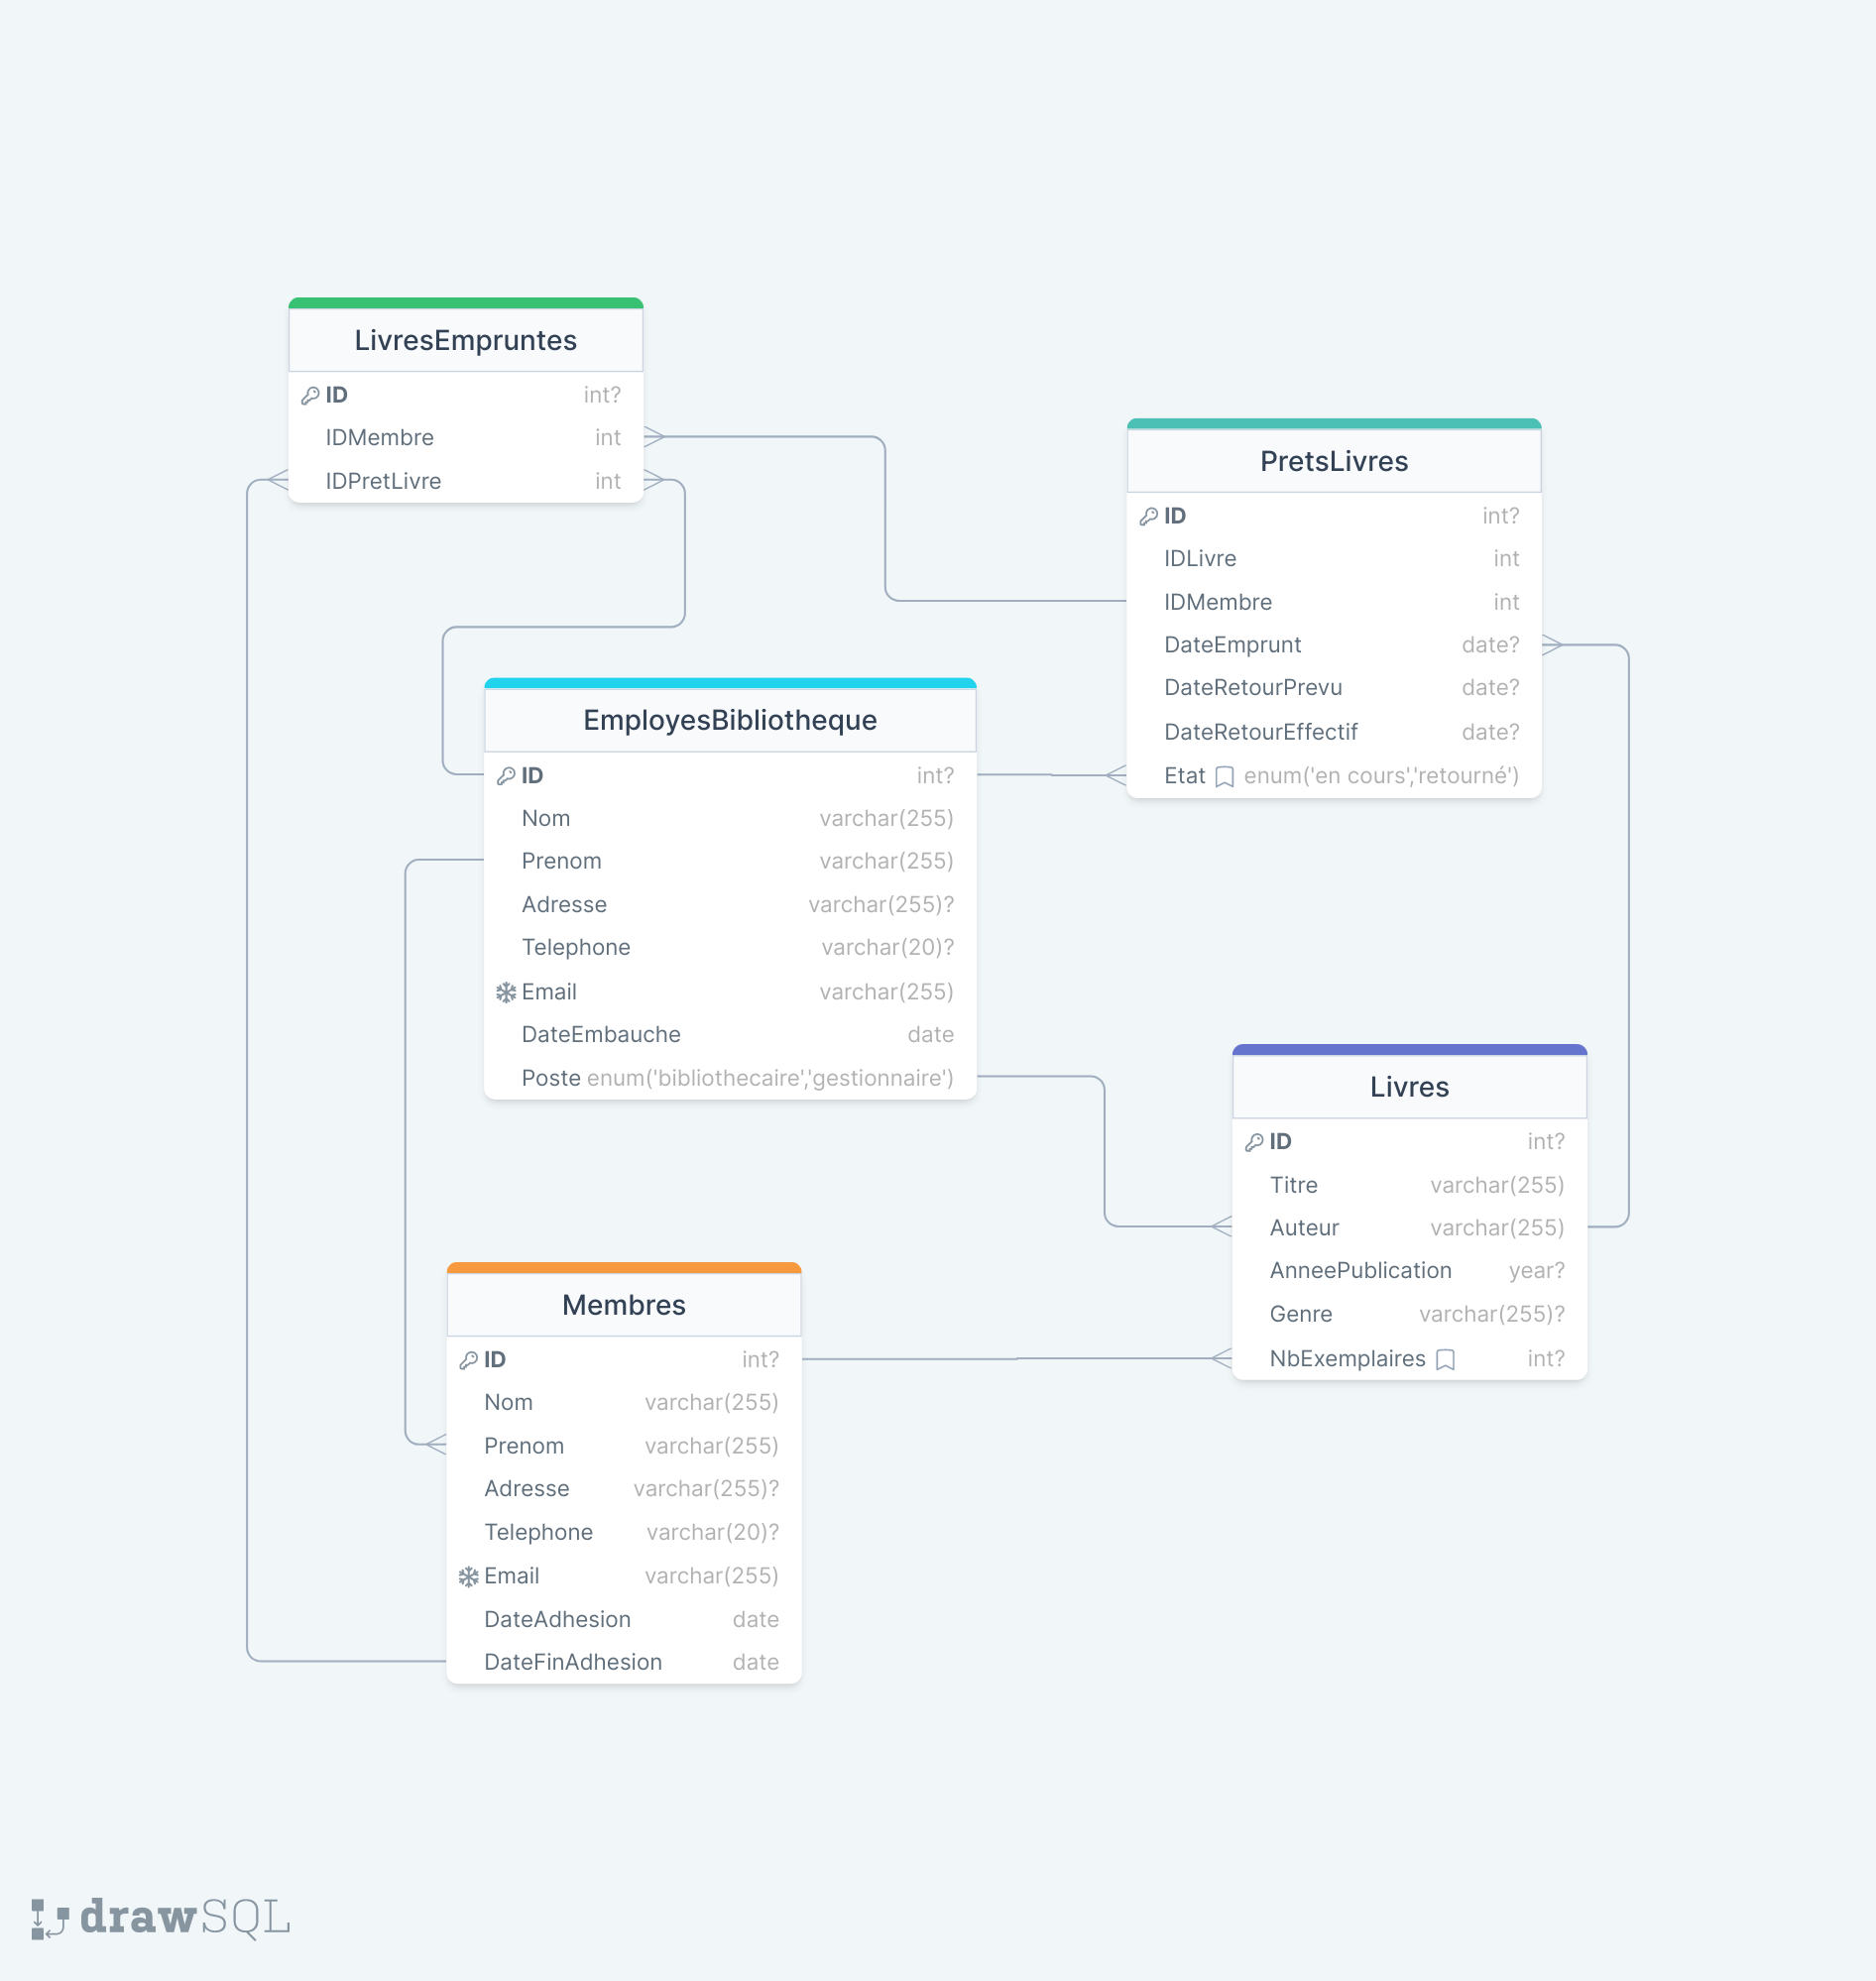 LivresEmpruntes
ID int?
IDMembre int
IDPretLivre int
PretsLivres
ID int?
IDLivre int
IDMembre int
DateEmprunt date?
DateRetourPrevu date?
DateRetourEffectif date?
Etat enum('en cours','retourné')
EmployesBibliotheque
ID int?
Nom varchar(255)
Prenom varchar(255)
Adresse varchar(255)?
Telephone varchar(20)?
Email varchar(255)
DateEmbauche date
Poste enum('bibliothecaire','gestionnaire')
Livres
ID int?
Titre varchar(255)
Auteur varchar(255)
AnneePublication year?
Genre varchar(255)?
NbExemplaires int?
Membres
ID int?
Nom varchar(255)
Prenom varchar(255)
Adresse varchar(255)?
Telephone varchar(20)?
Email varchar(255)
DateAdhesion date
DateFinAdhesion date
drawSQL